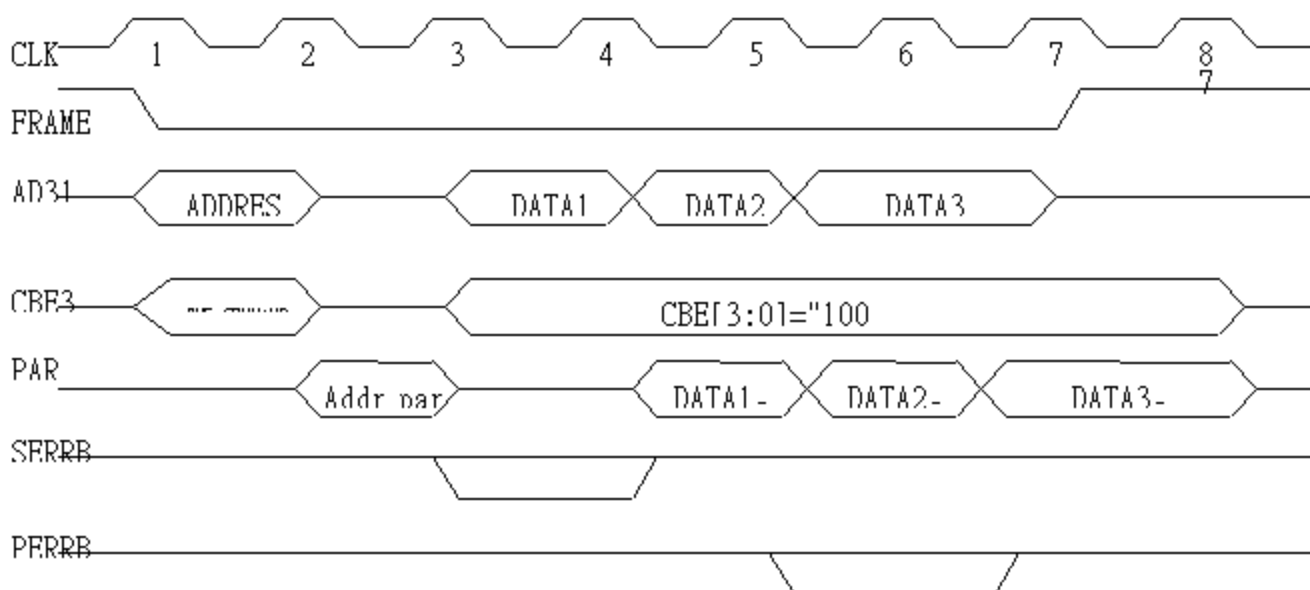 CLK 1 2 3 4 5 6 7 8
7
FRAME
AD31 ADDRES DATA1 DATA2 DATA3
CBE3 CBE[3:0]="100
PAR Addr par DATA1- DATA2- DATA3-
SERRB
PERRB